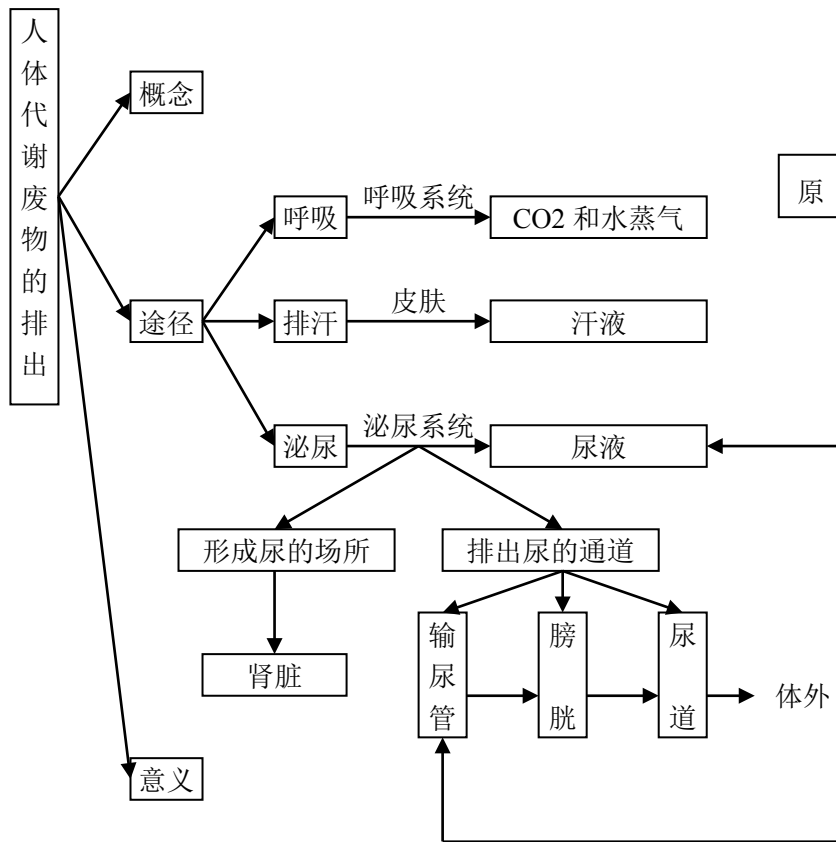 人体代谢废物的排出
概念
原
呼吸系统
呼吸
CO2 和水蒸气
皮肤
途径
排汗
汗液
泌尿系统
泌尿
尿液
形成尿的场所
排出尿的通道
输尿管
膀胱
尿道
肾脏
体外
意义